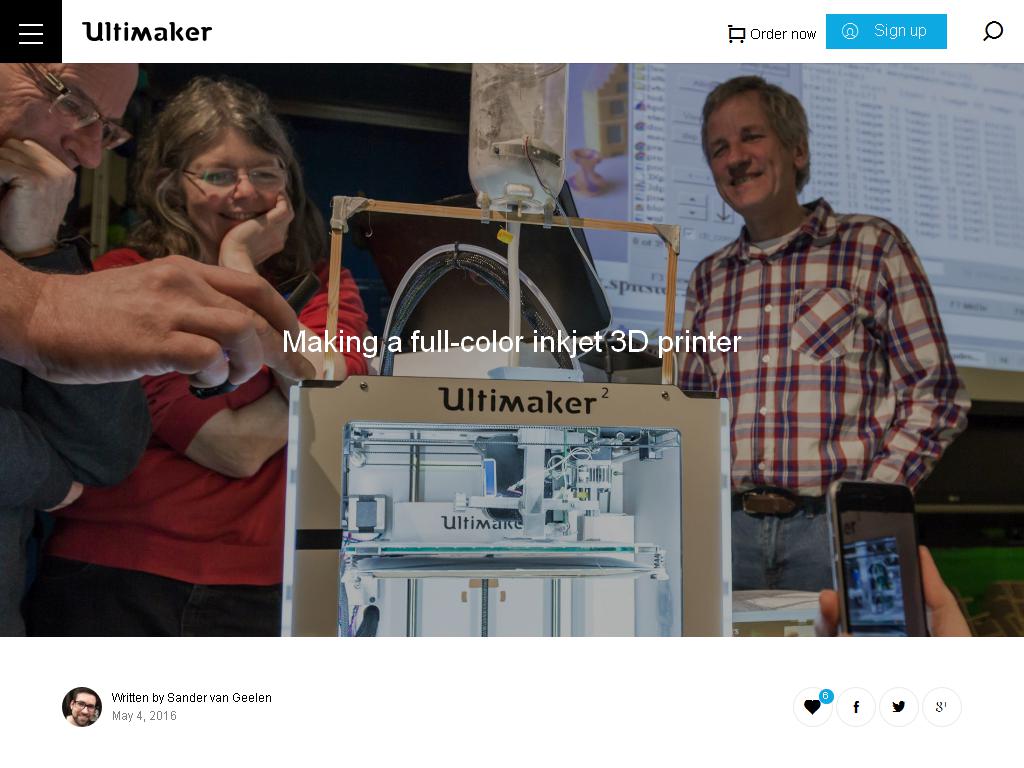 Ultimaker
Order now
Sign up
Making a full-color inkjet 3D printer
Ultimaker 2
Ultimake
Written by Sander van Geelen
May 4, 2016
6